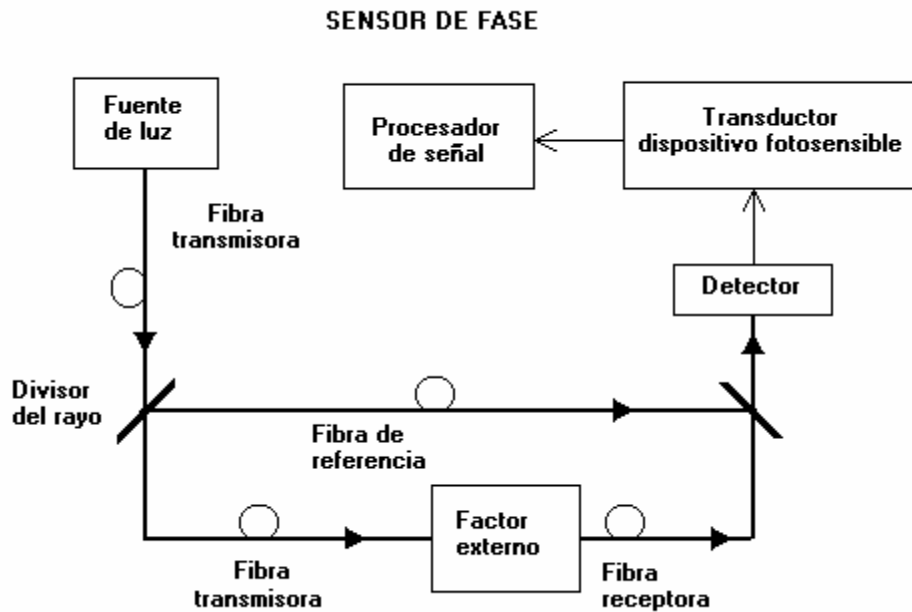 SENSOR DE FASE
Fuente
de luz
Procesador
de señal
Transductor
dispositivo fotosensible
Fibra
transmisora
Detector
Divisor
del rayo
Fibra de
referencia
Factor
externo
Fibra
transmisora
Fibra
receptora